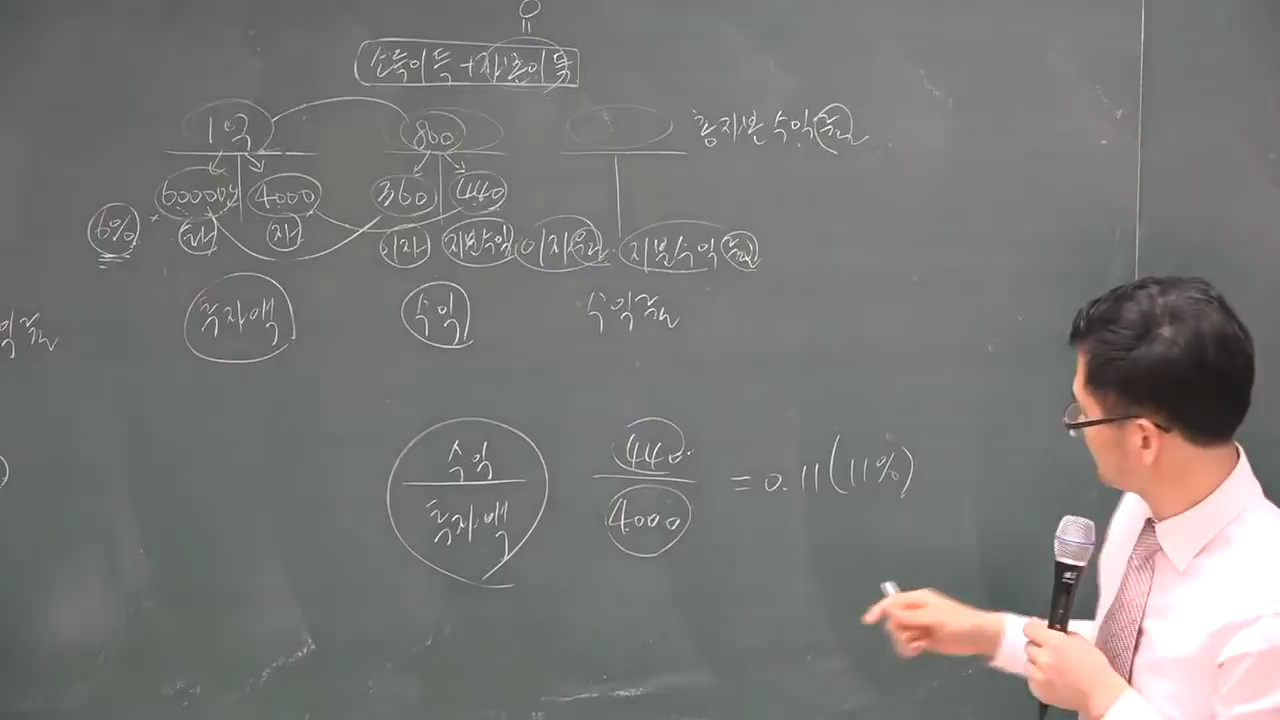 0
॥
소득이득 + 자본이득
1억 800 총자본수익률
6000만 4000 360 440
6% 타 자 이자 지분수익 이자율 지분수익률
투자액 수익 수익률
익률
수익 440
투자액 4000 = 0.11 (11%)